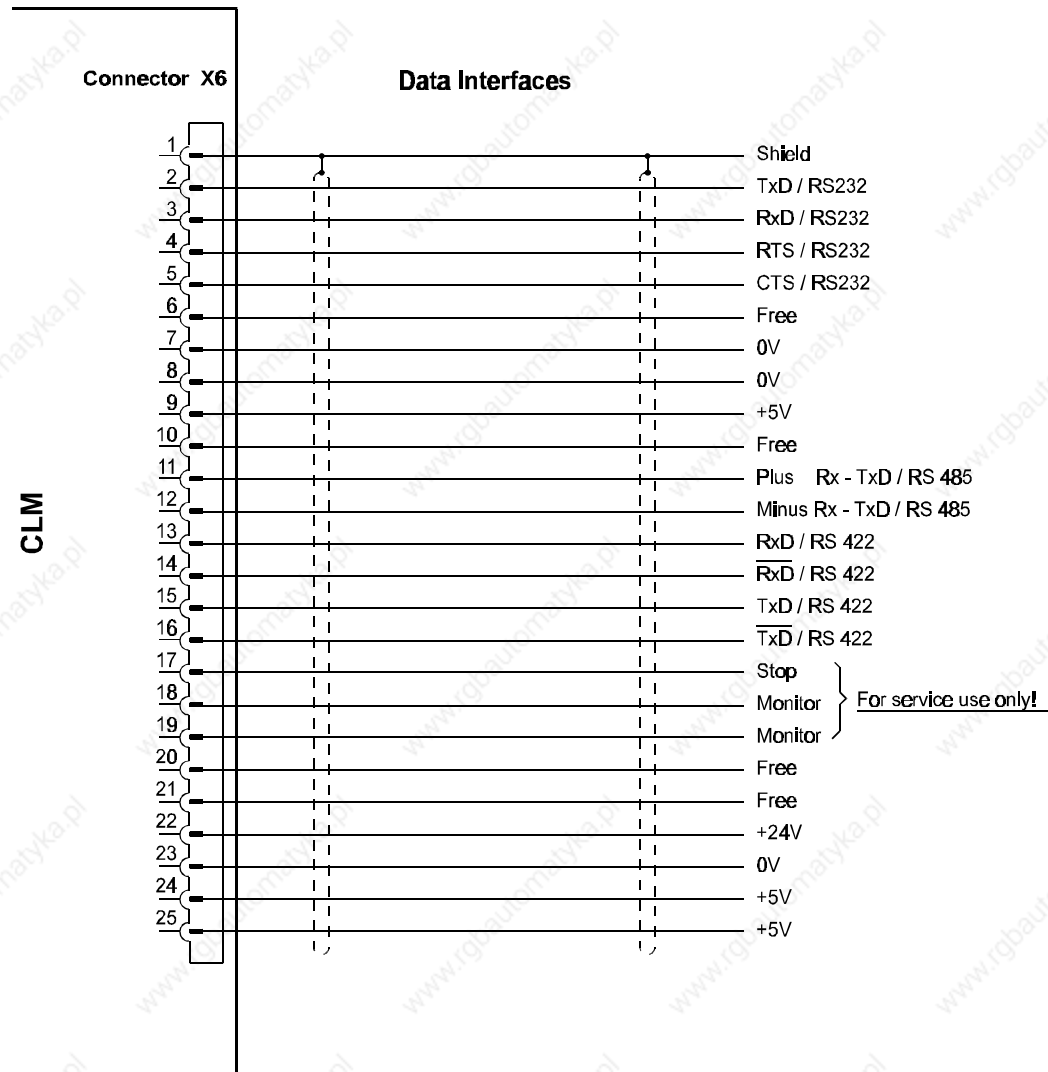 Connector X6
Data Interfaces
CLM
1 Shield
2 TxD / RS232
3 RxD / RS232
4 RTS / RS232
5 CTS / RS232
6 Free
7 0V
8 0V
9 +5V
10 Free
11 Plus Rx - TxD / RS 485
12 Minus Rx - TxD / RS 485
13 RxD / RS 422
14 R̅x̅D̅ / RS 422
15 TxD / RS 422
16 T̅x̅D̅ / RS 422
17 Stop
18 Monitor For service use only!
19 Monitor
20 Free
21 Free
22 +24V
23 0V
24 +5V
25 +5V
www.rgbautomatyka.pl